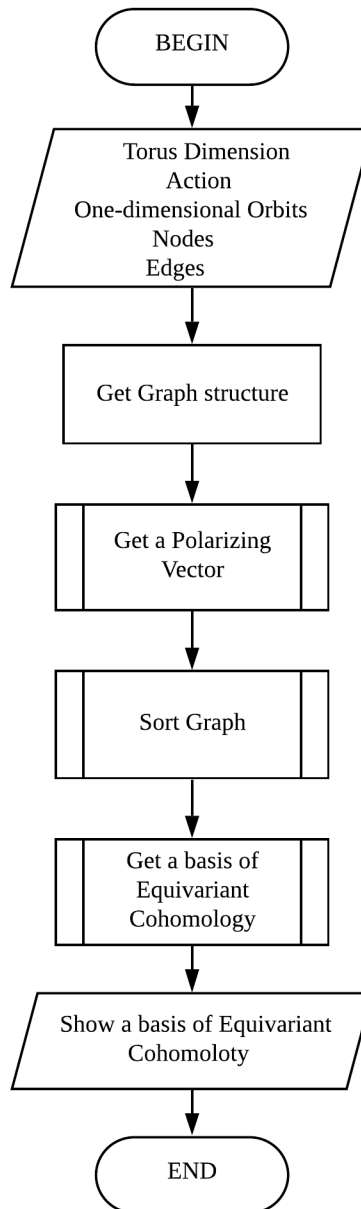 BEGIN
Torus Dimension
Action
One-dimensional Orbits
Nodes
Edges
Get Graph structure
Get a Polarizing
Vector
Sort Graph
Get a basis of
Equivariant
Cohomology
Show a basis of Equivariant
Cohomoloty
END